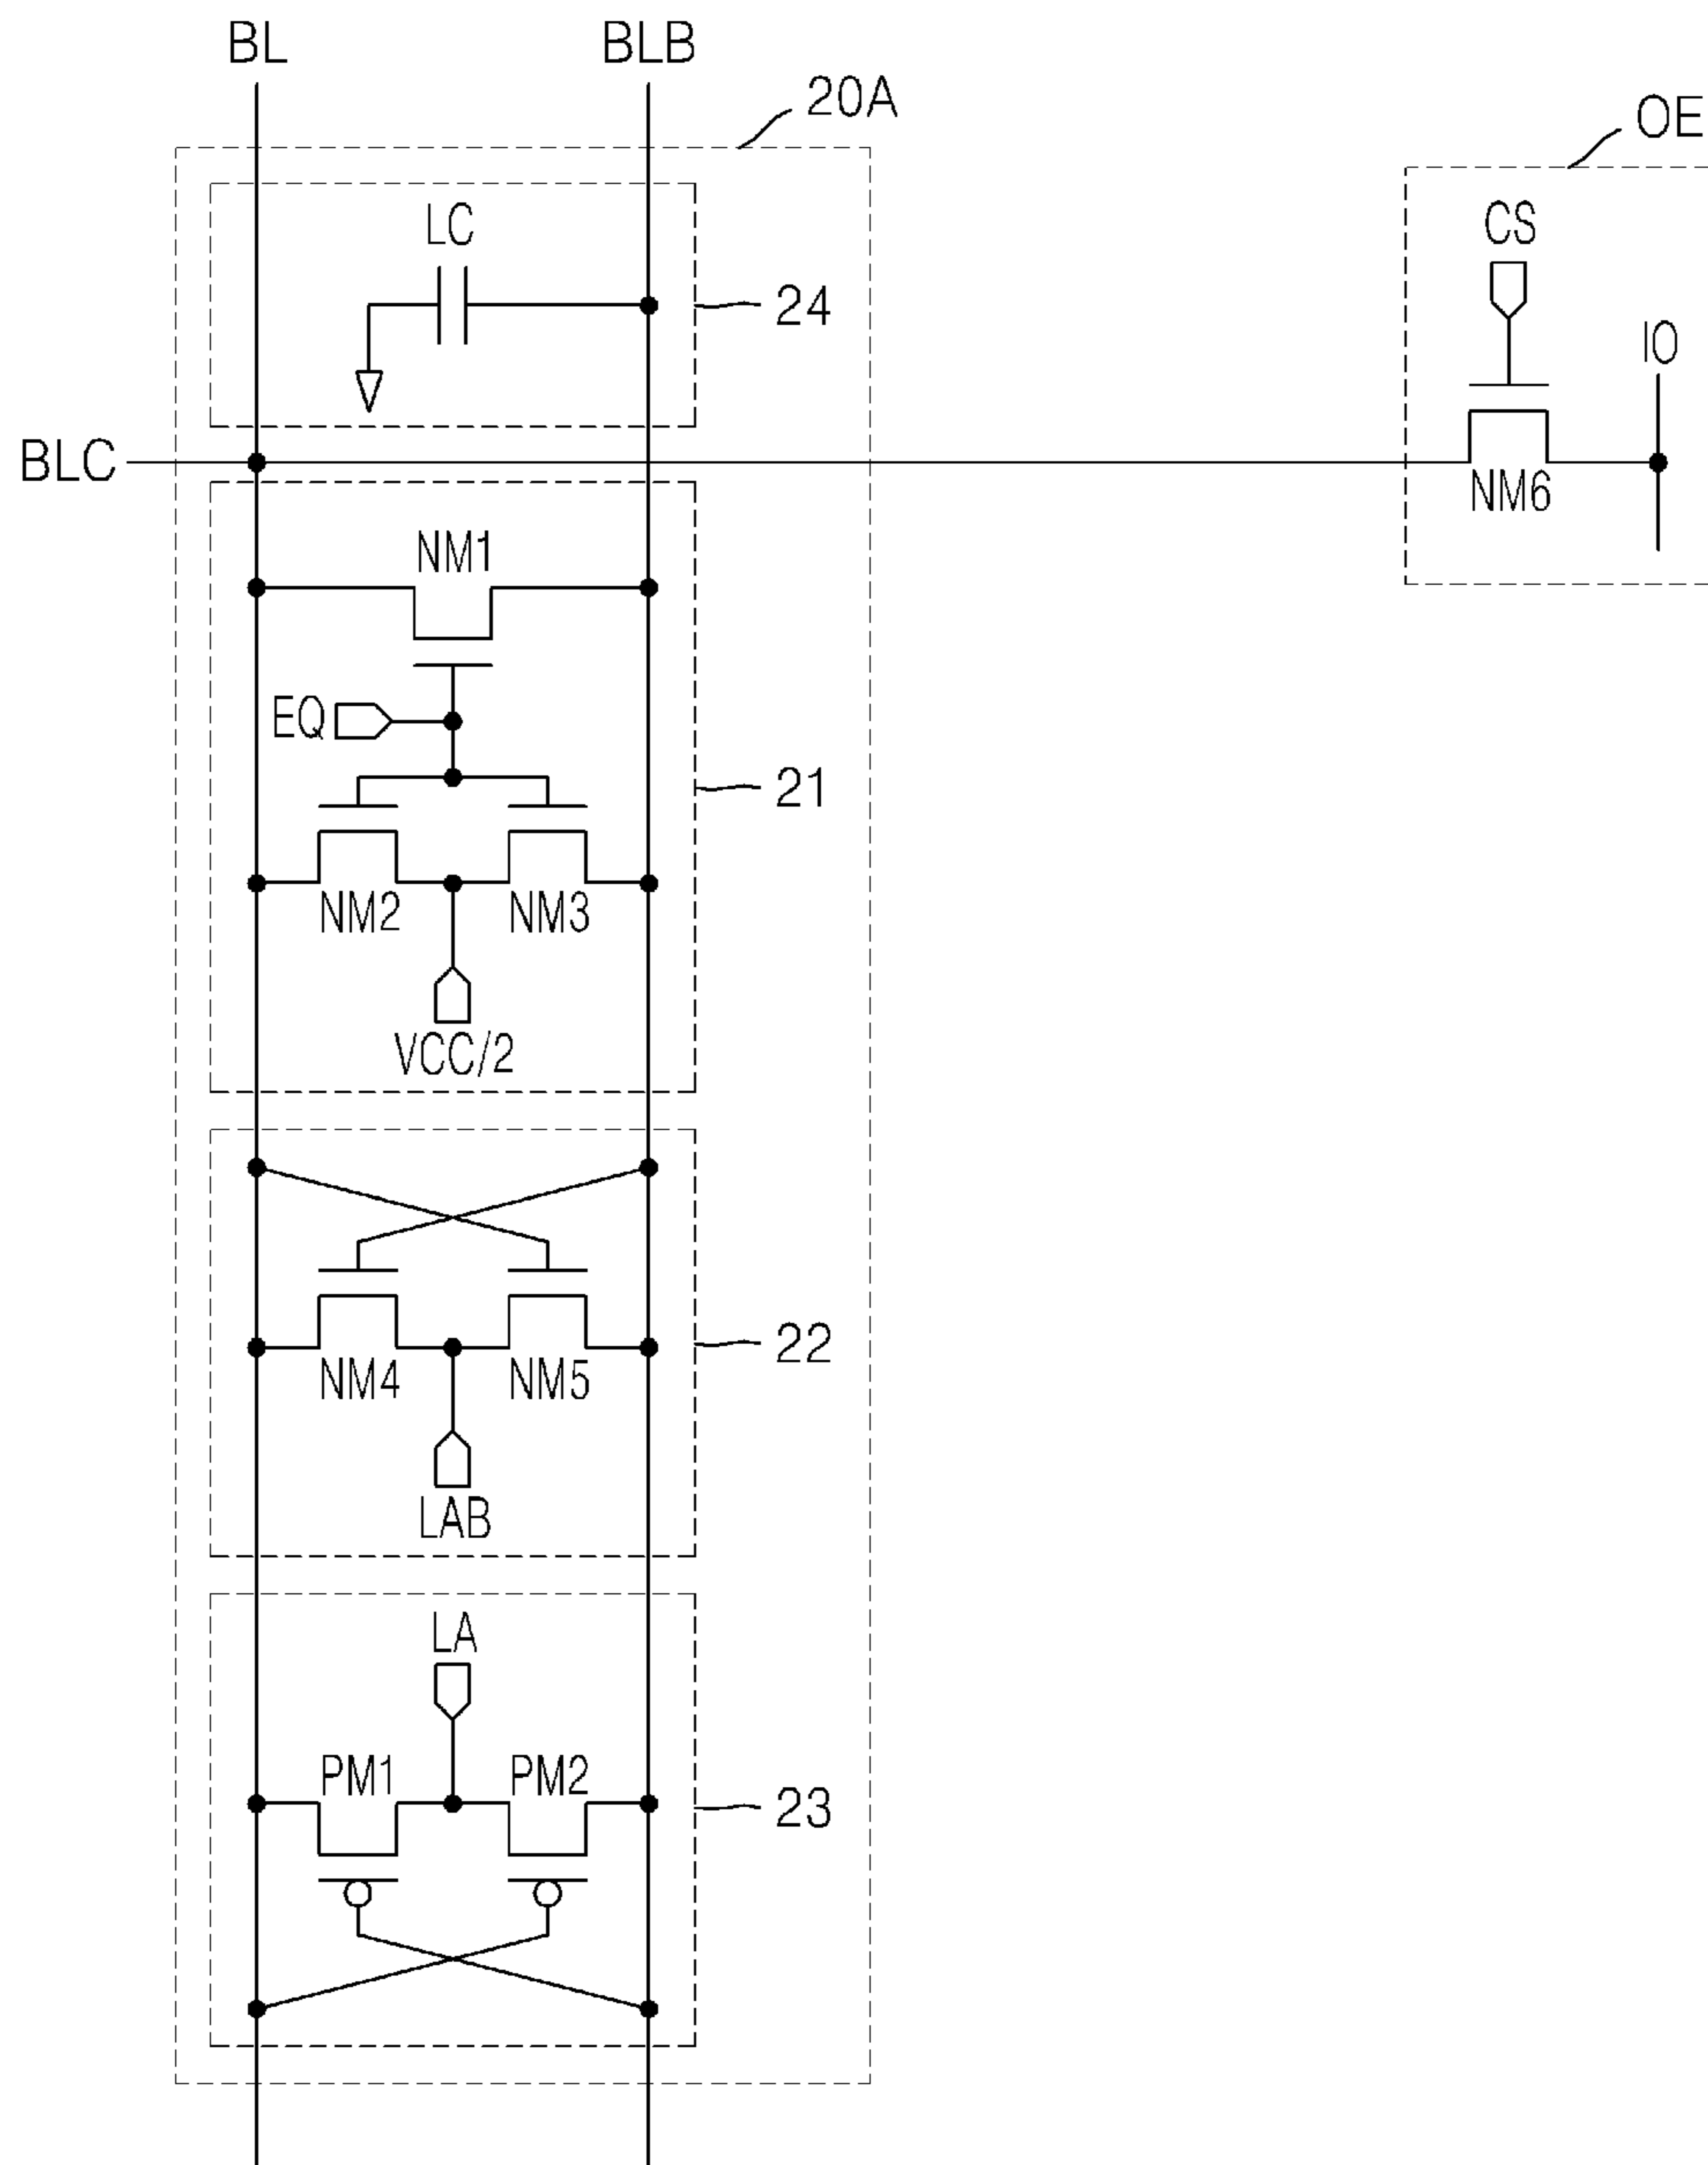 BL
BLB
20A
OE
LC
CS
24
IO
BLC
NM6
NM1
EQ
21
NM2
NM3
VCC/2
22
NM4
NM5
LAB
LA
PM1
PM2
23